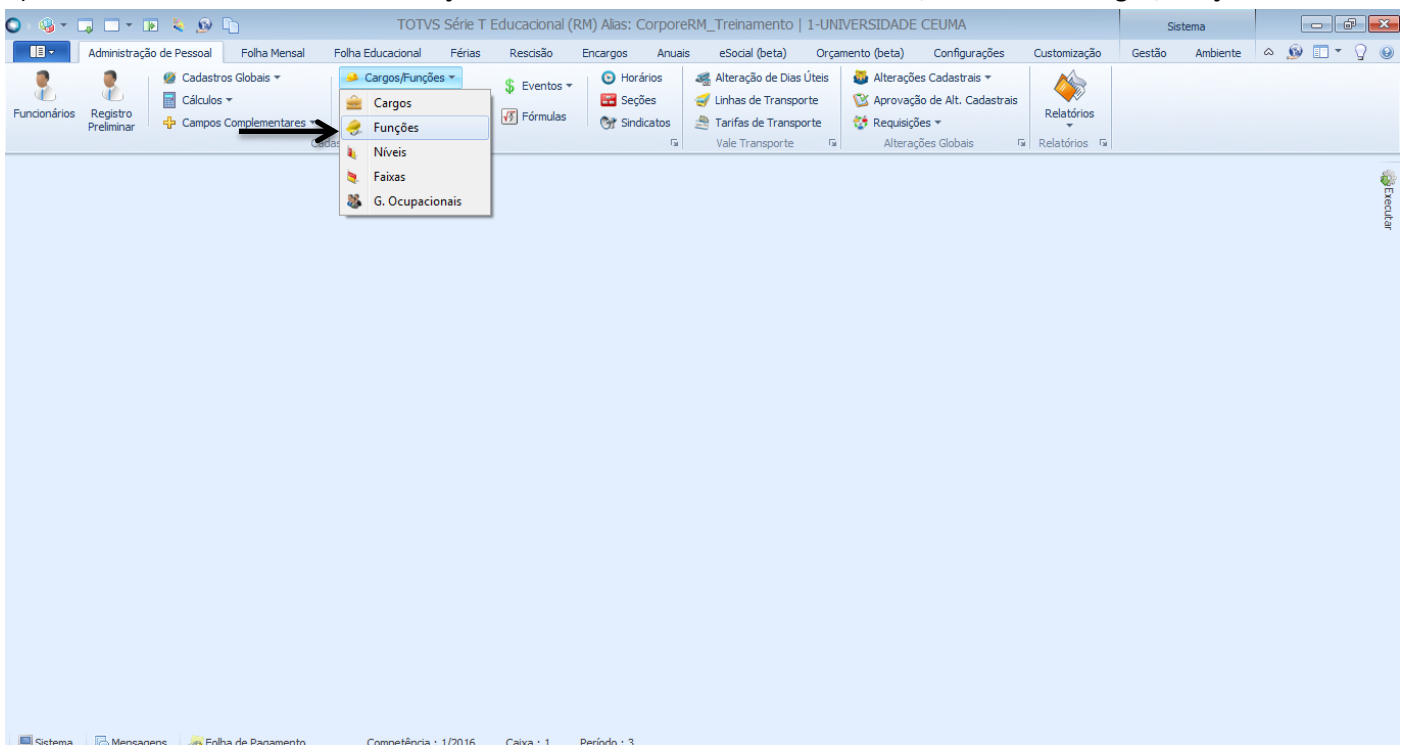 TOTVS Série T Educacional (RM) Alias: CorporeRM_Treinamento | 1-UNIVERSIDADE CEUMA
Sistema
Administração de Pessoal Folha Mensal Folha Educacional Férias Rescisão Encargos Anuais eSocial (beta) Orçamento (beta) Configurações Customização Gestão Ambiente
Funcionários
Registro
Preliminar
Cadastros Globais
Cálculos
Campos Complementares
Cargos/Funções
Cargos
Funções
Níveis
Faixas
G. Ocupacionais
Eventos
Fórmulas
Horários
Seções
Sindicatos
Alteração de Dias Úteis
Linhas de Transporte
Tarifas de Transporte
Vale Transporte
Alterações Cadastrais
Aprovação de Alt. Cadastrais
Requisições
Alterações Globais
Relatórios
Relatórios
Executar
Sistema Mensagens Folha de Pagamento Competência : 1/2016 Caixa : 1 Período : 3